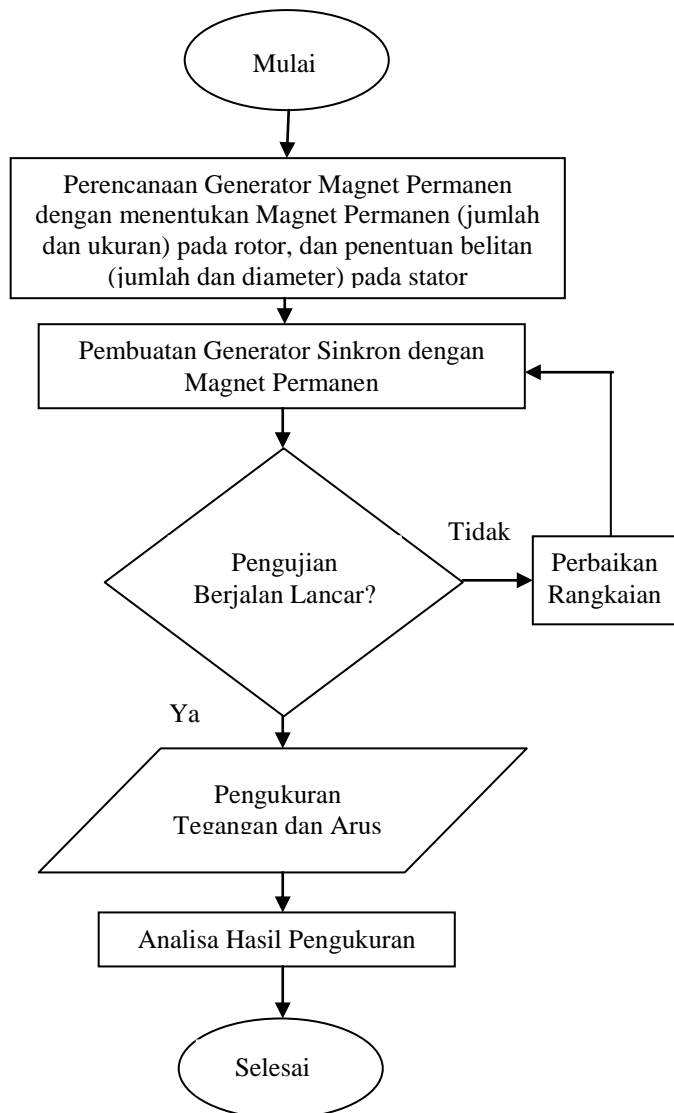 Mulai
Perencanaan Generator Magnet Permanen
dengan menentukan Magnet Permanen (jumlah
dan ukuran) pada rotor, dan penentuan belitan
(jumlah dan diameter) pada stator
Pembuatan Generator Sinkron dengan
Magnet Permanen
Pengujian
Berjalan Lancar?
Tidak
Perbaikan
Rangkaian
Ya
Pengukuran
Tegangan dan Arus
Analisa Hasil Pengukuran
Selesai